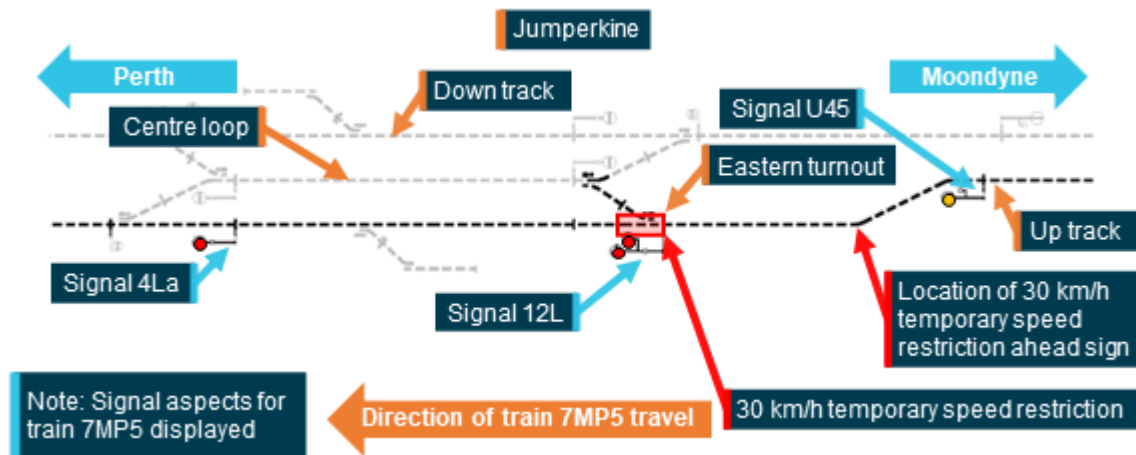 Jumperkine
Perth
Moondyne
Down track
Signal U45
Centre loop
Eastern turnout
Up track
Signal 4La
Signal 12L
Location of 30 km/h
temporary speed
restriction ahead sign
Note: Signal aspects for
train 7MP5 displayed
Direction of train 7MP5 travel
30 km/h temporary speed restriction